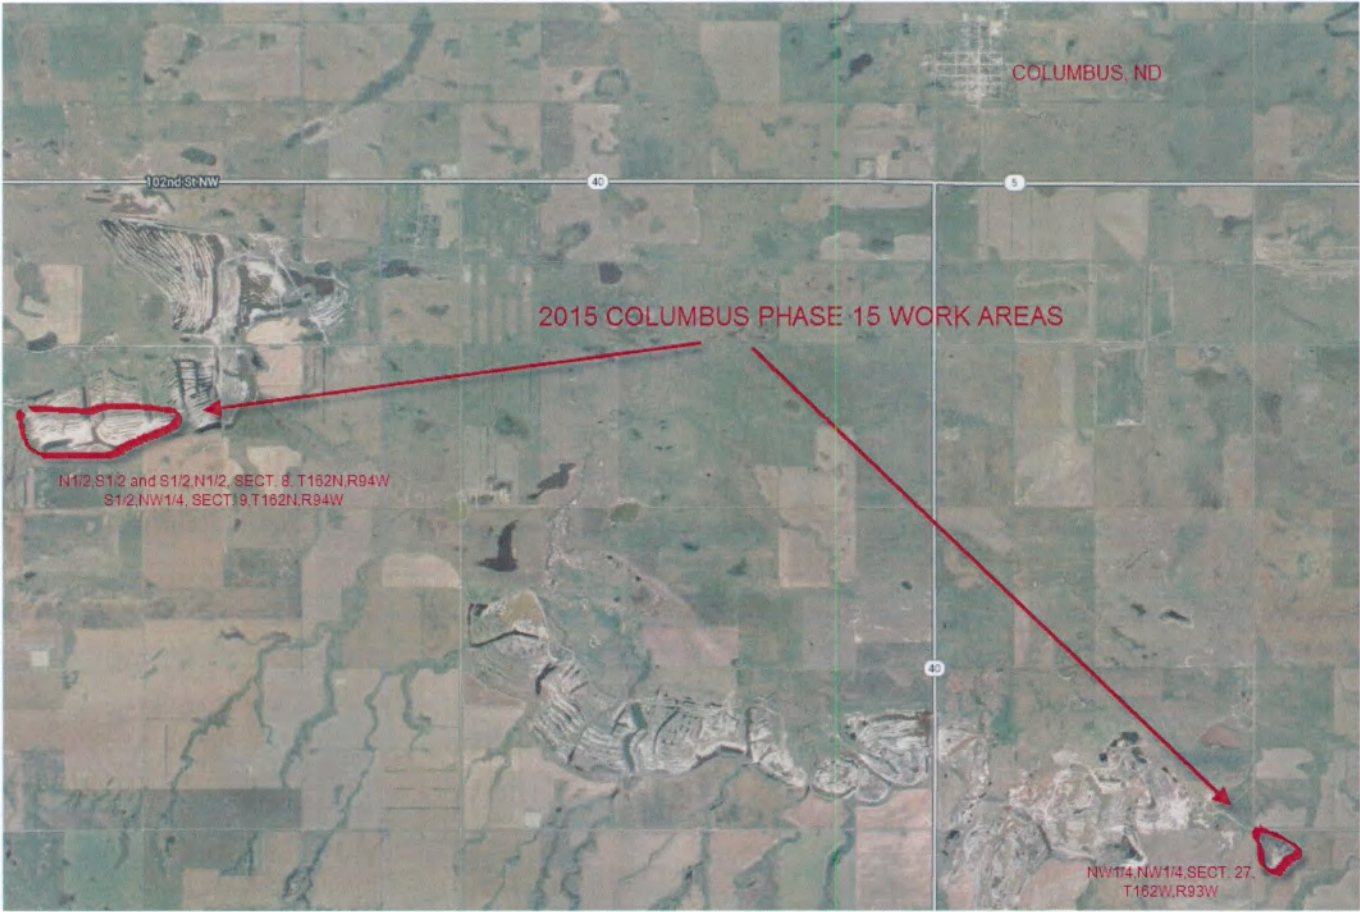 COLUMBUS, ND
102nd St NW
40
5
2015 COLUMBUS PHASE 15 WORK AREAS
N1/2,S1/2 and S1/2,N1/2, SECT. 8, T162N,R94W
S1/2,NW1/4, SECT. 9,T162N,R94W
40
NW1/4,NW1/4,SECT. 27,
T162W,R93W